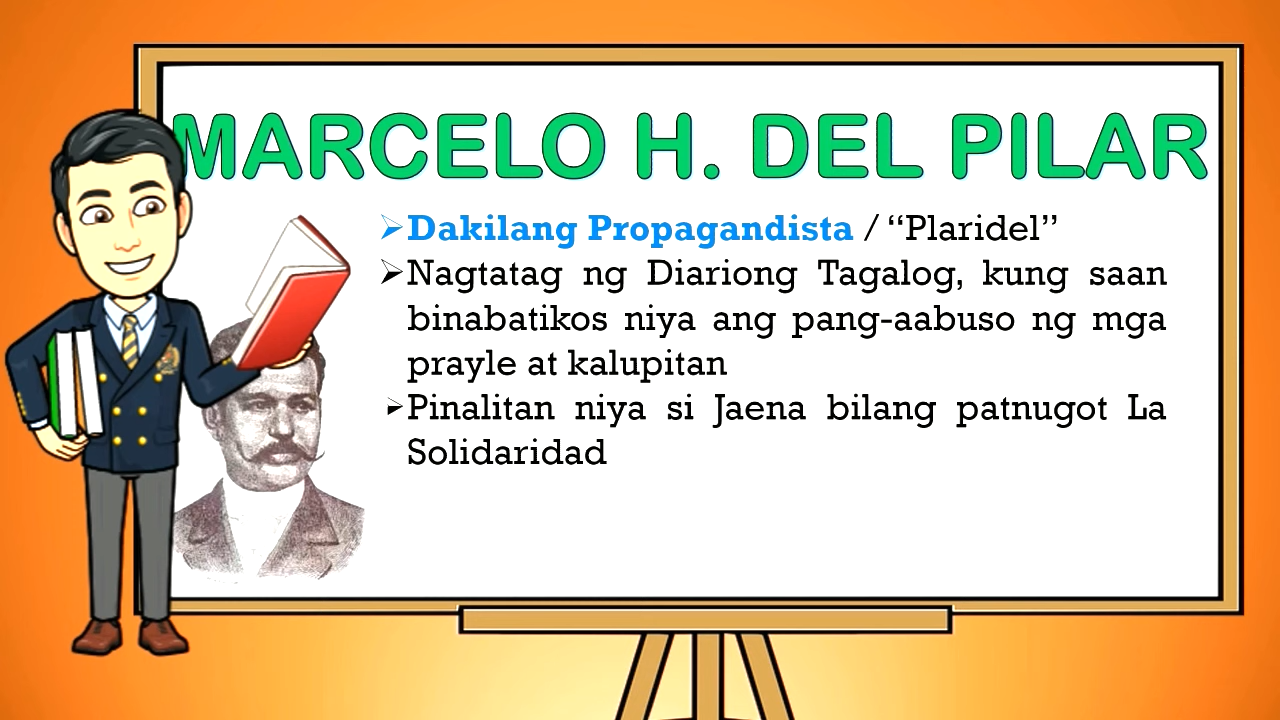 MARCELO H. DEL PILAR
➢Dakilang Propagandista / “Plaridel”
➢Nagtatag ng Diariong Tagalog, kung saan
binabatikos niya ang pang-aabuso ng mga
prayle at kalupitan
➢Pinalitan niya si Jaena bilang patnugot La
Solidaridad